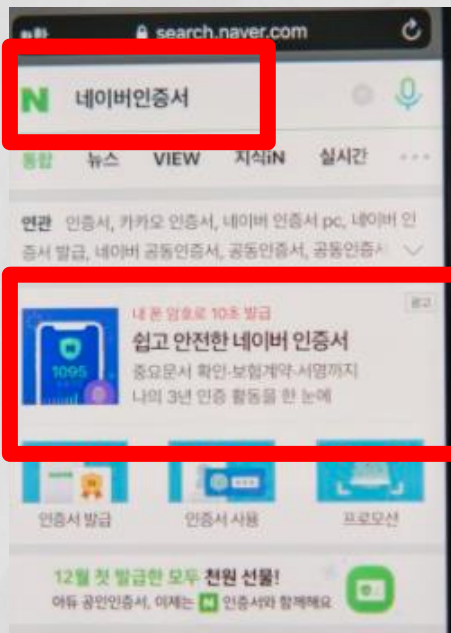 search.naver.com
N 네이버인증서
통합 뉴스 VIEW 지식iN 실시간
연관 인증서, 카카오 인증서, 네이버 인증서 pc, 네이버 인
증서 발급, 네이버 공동인증서, 공동인증서, 공동인증서
광고
내 폰 암호로 10초 발급
쉽고 안전한 네이버 인증서
1095
중요문서 확인·보험계약·서명까지
나의 3년 인증 활동을 한 눈에
인증서 발급 인증서 사용 프로모션
12월 첫 발급한 모두 천원 선물!
아듀 공인인증서, 이제는 N 인증서와 함께해요